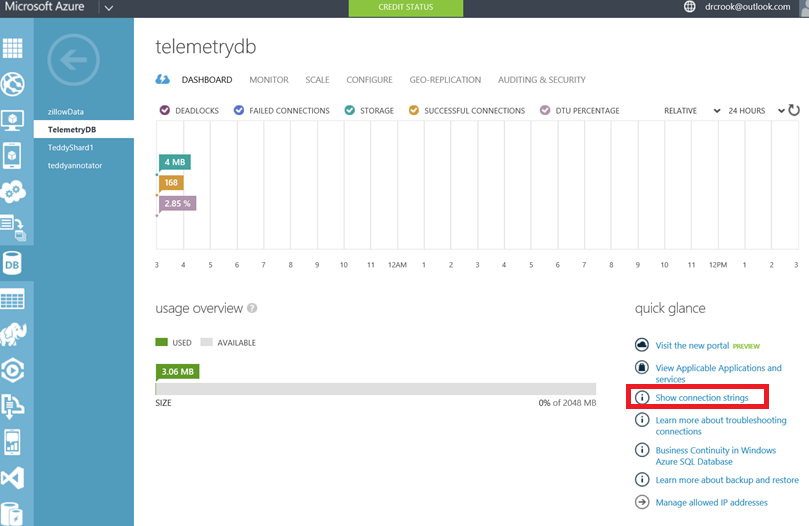 Microsoft Azure
CREDIT STATUS
drcrook@outlook.com
telemetrydb
DASHBOARD MONITOR SCALE CONFIGURE GEO-REPLICATION AUDITING & SECURITY
zillowData
TelemetryDB
TeddyShard1
teddyannotator
DB
DEADLOCKS FAILED CONNECTIONS STORAGE SUCCESSFUL CONNECTIONS DTU PERCENTAGE RELATIVE 24 HOURS
4 MB
168
2.85 %
3 4 5 6 7 8 9 10 11 12AM 1 2 3 4 5 6 7 8 9 10 11 12PM 1 2 3
usage overview ?
USED AVAILABLE
3.06 MB
SIZE 0% of 2048 MB
quick glance
Visit the new portal PREVIEW
View Applicable Applications and
services
Show connection strings
Learn more about troubleshooting
connections
Business Continuity in Windows
Azure SQL Database
Learn more about backup and restore
Manage allowed IP addresses